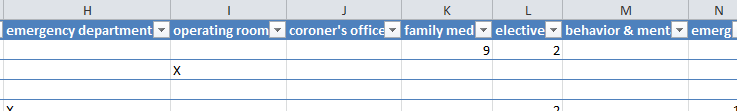 H I J K L M N
emergency department operating room coroner's office family med elective behavior & ment emerg
9 2
X
X 2